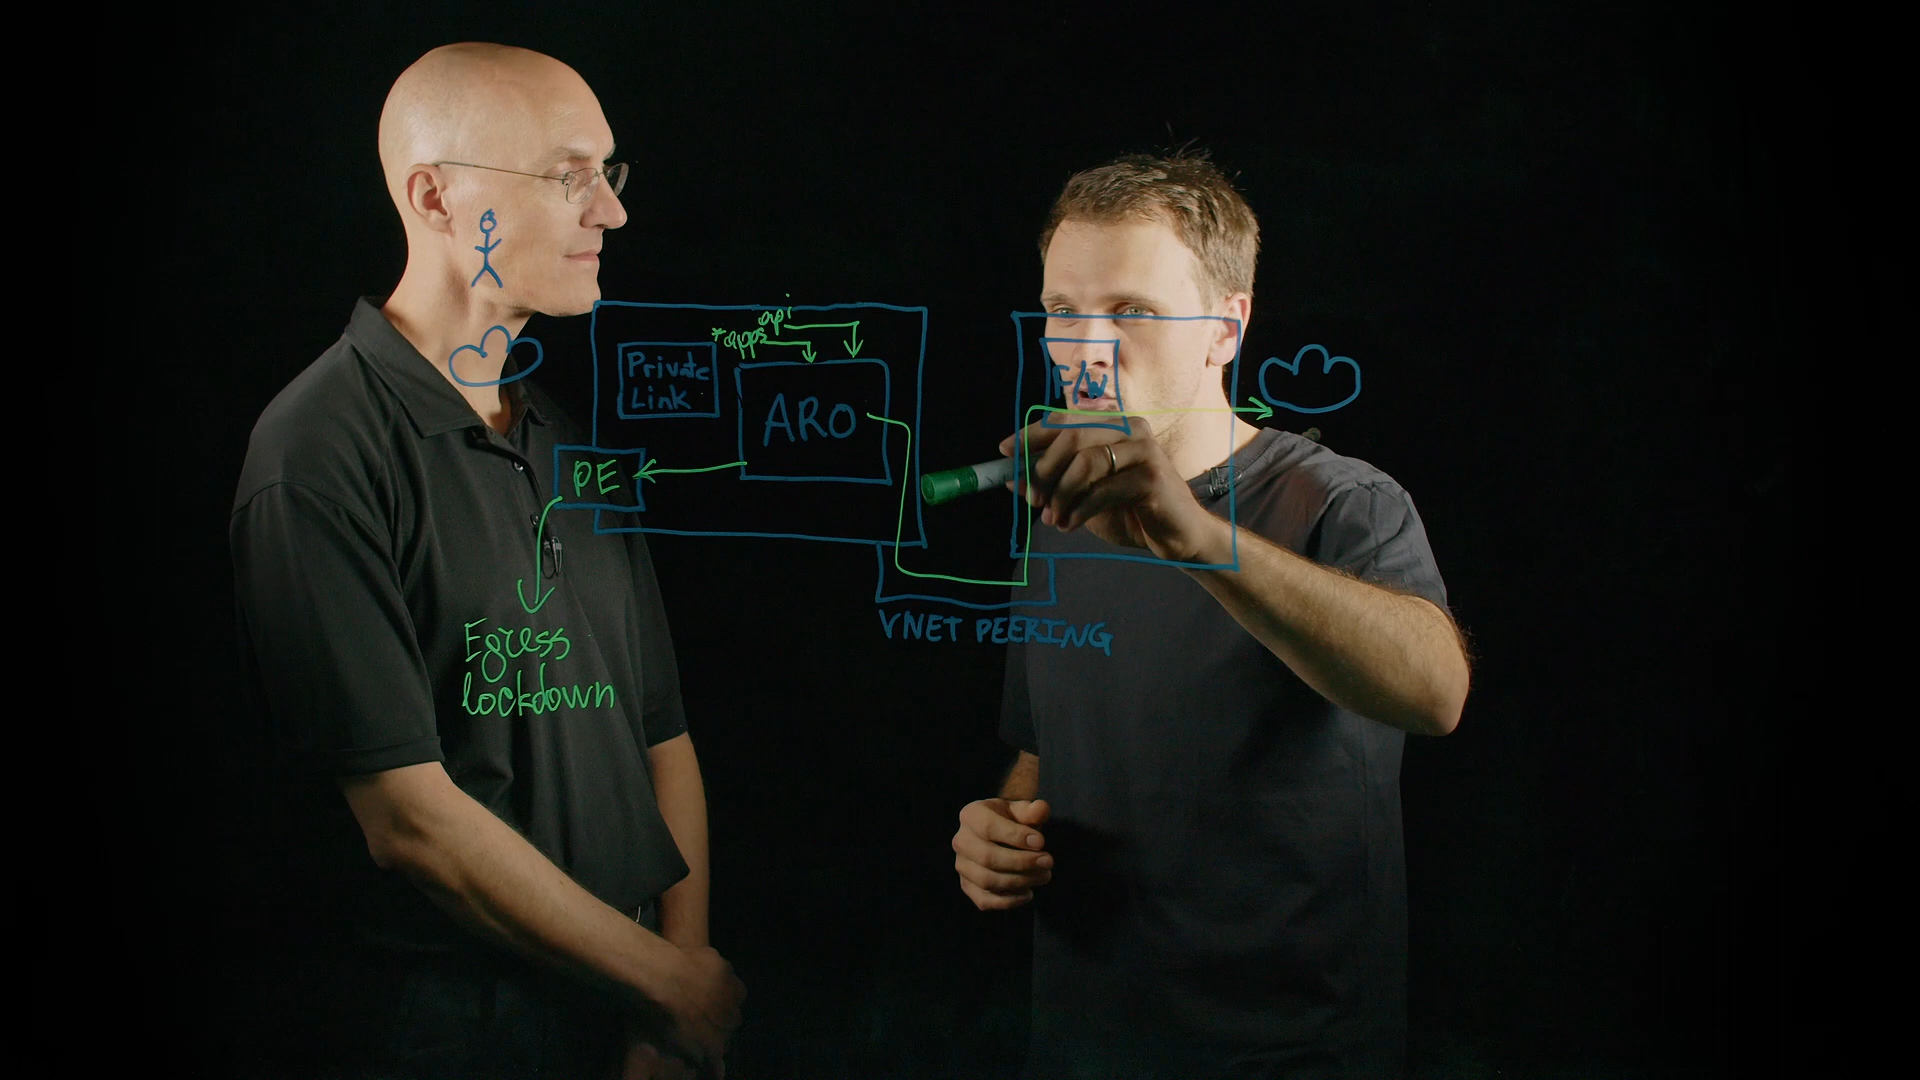 api
*apps
Private
Link
ARO
F/W
PE
VNET PEERING
Egress
lockdown